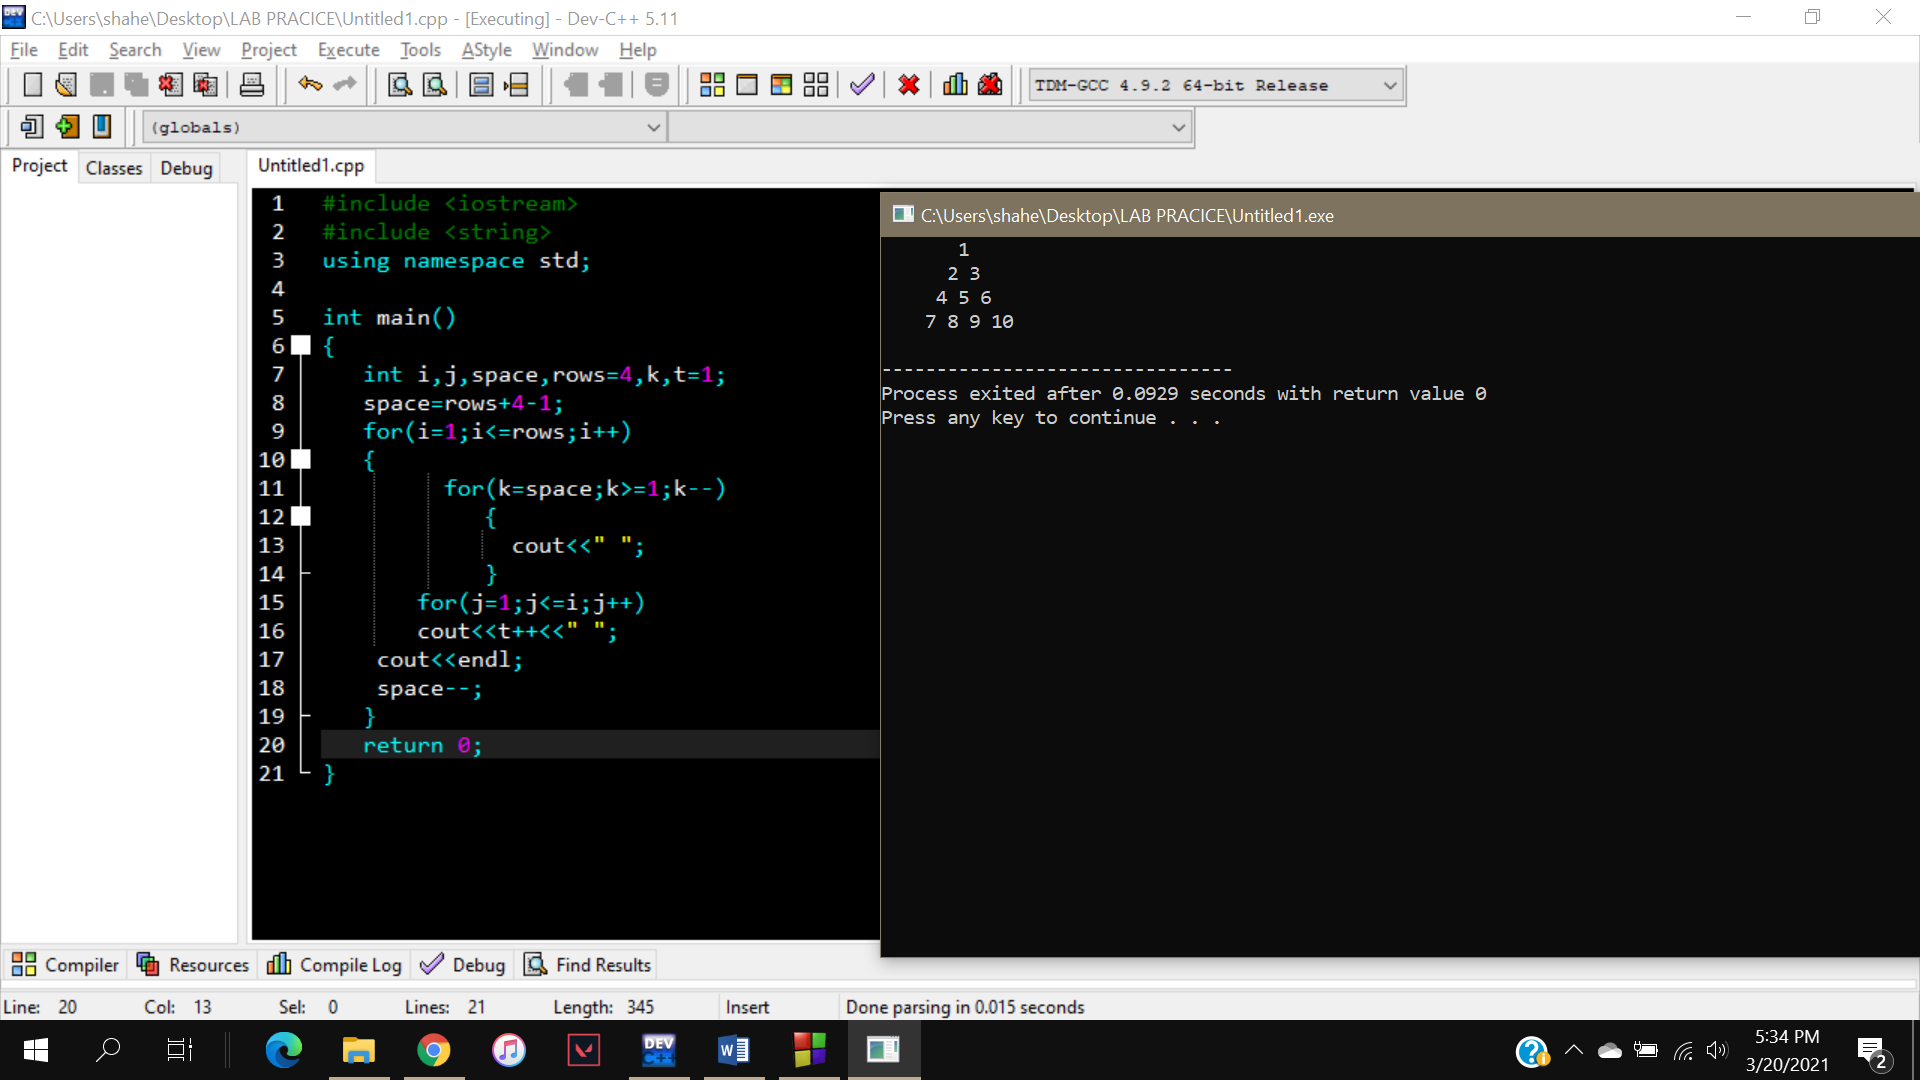 C:\Users\shahe\Desktop\LAB PRACICE\Untitled1.cpp - [Executing] - Dev-C++ 5.11
File Edit Search View Project Execute Tools AStyle Window Help
TDM-GCC 4.9.2 64-bit Release
(globals)
Project Classes Debug
Untitled1.cpp
1 #include <iostream>
2 #include <string>
3 using namespace std;
4
5 int main()
6 {
7 int i,j,space,rows=4,k,t=1;
8 space=rows+4-1;
9 for(i=1;i<=rows;i++)
10 {
11 for(k=space;k>=1;k--)
12 {
13 cout<<" ";
14 }
15 for(j=1;j<=i;j++)
16 cout<<t++<<" ";
17 cout<<endl;
18 space--;
19 }
20 return 0;
21 }
C:\Users\shahe\Desktop\LAB PRACICE\Untitled1.exe
1
2 3
4 5 6
7 8 9 10
--------------------------------
Process exited after 0.0929 seconds with return value 0
Press any key to continue . . .
Compiler Resources Compile Log Debug Find Results
Line: 20 Col: 13 Sel: 0 Lines: 21 Length: 345 Insert Done parsing in 0.015 seconds
DEV C++
5:34 PM
3/20/2021
2